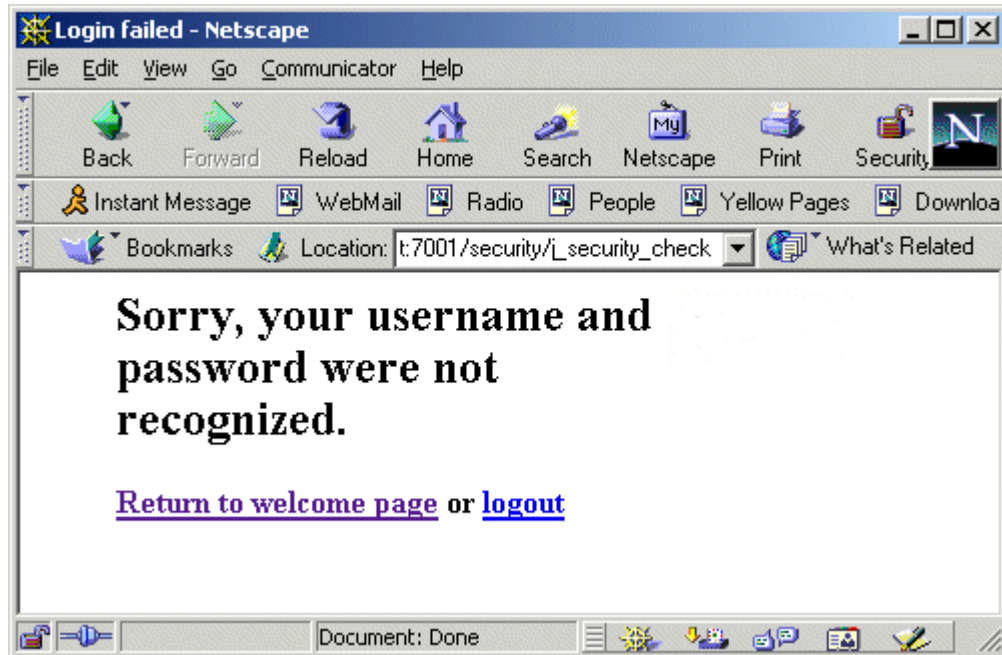 Login failed - Netscape
File Edit View Go Communicator Help
Back Forward Reload Home Search Netscape Print Security
My
N
Instant Message WebMail Radio People Yellow Pages Downloa
Bookmarks Location: t:7001/security/j_security_check What's Related
Sorry, your username and
password were not
recognized.
Return to welcome page or logout
Document: Done